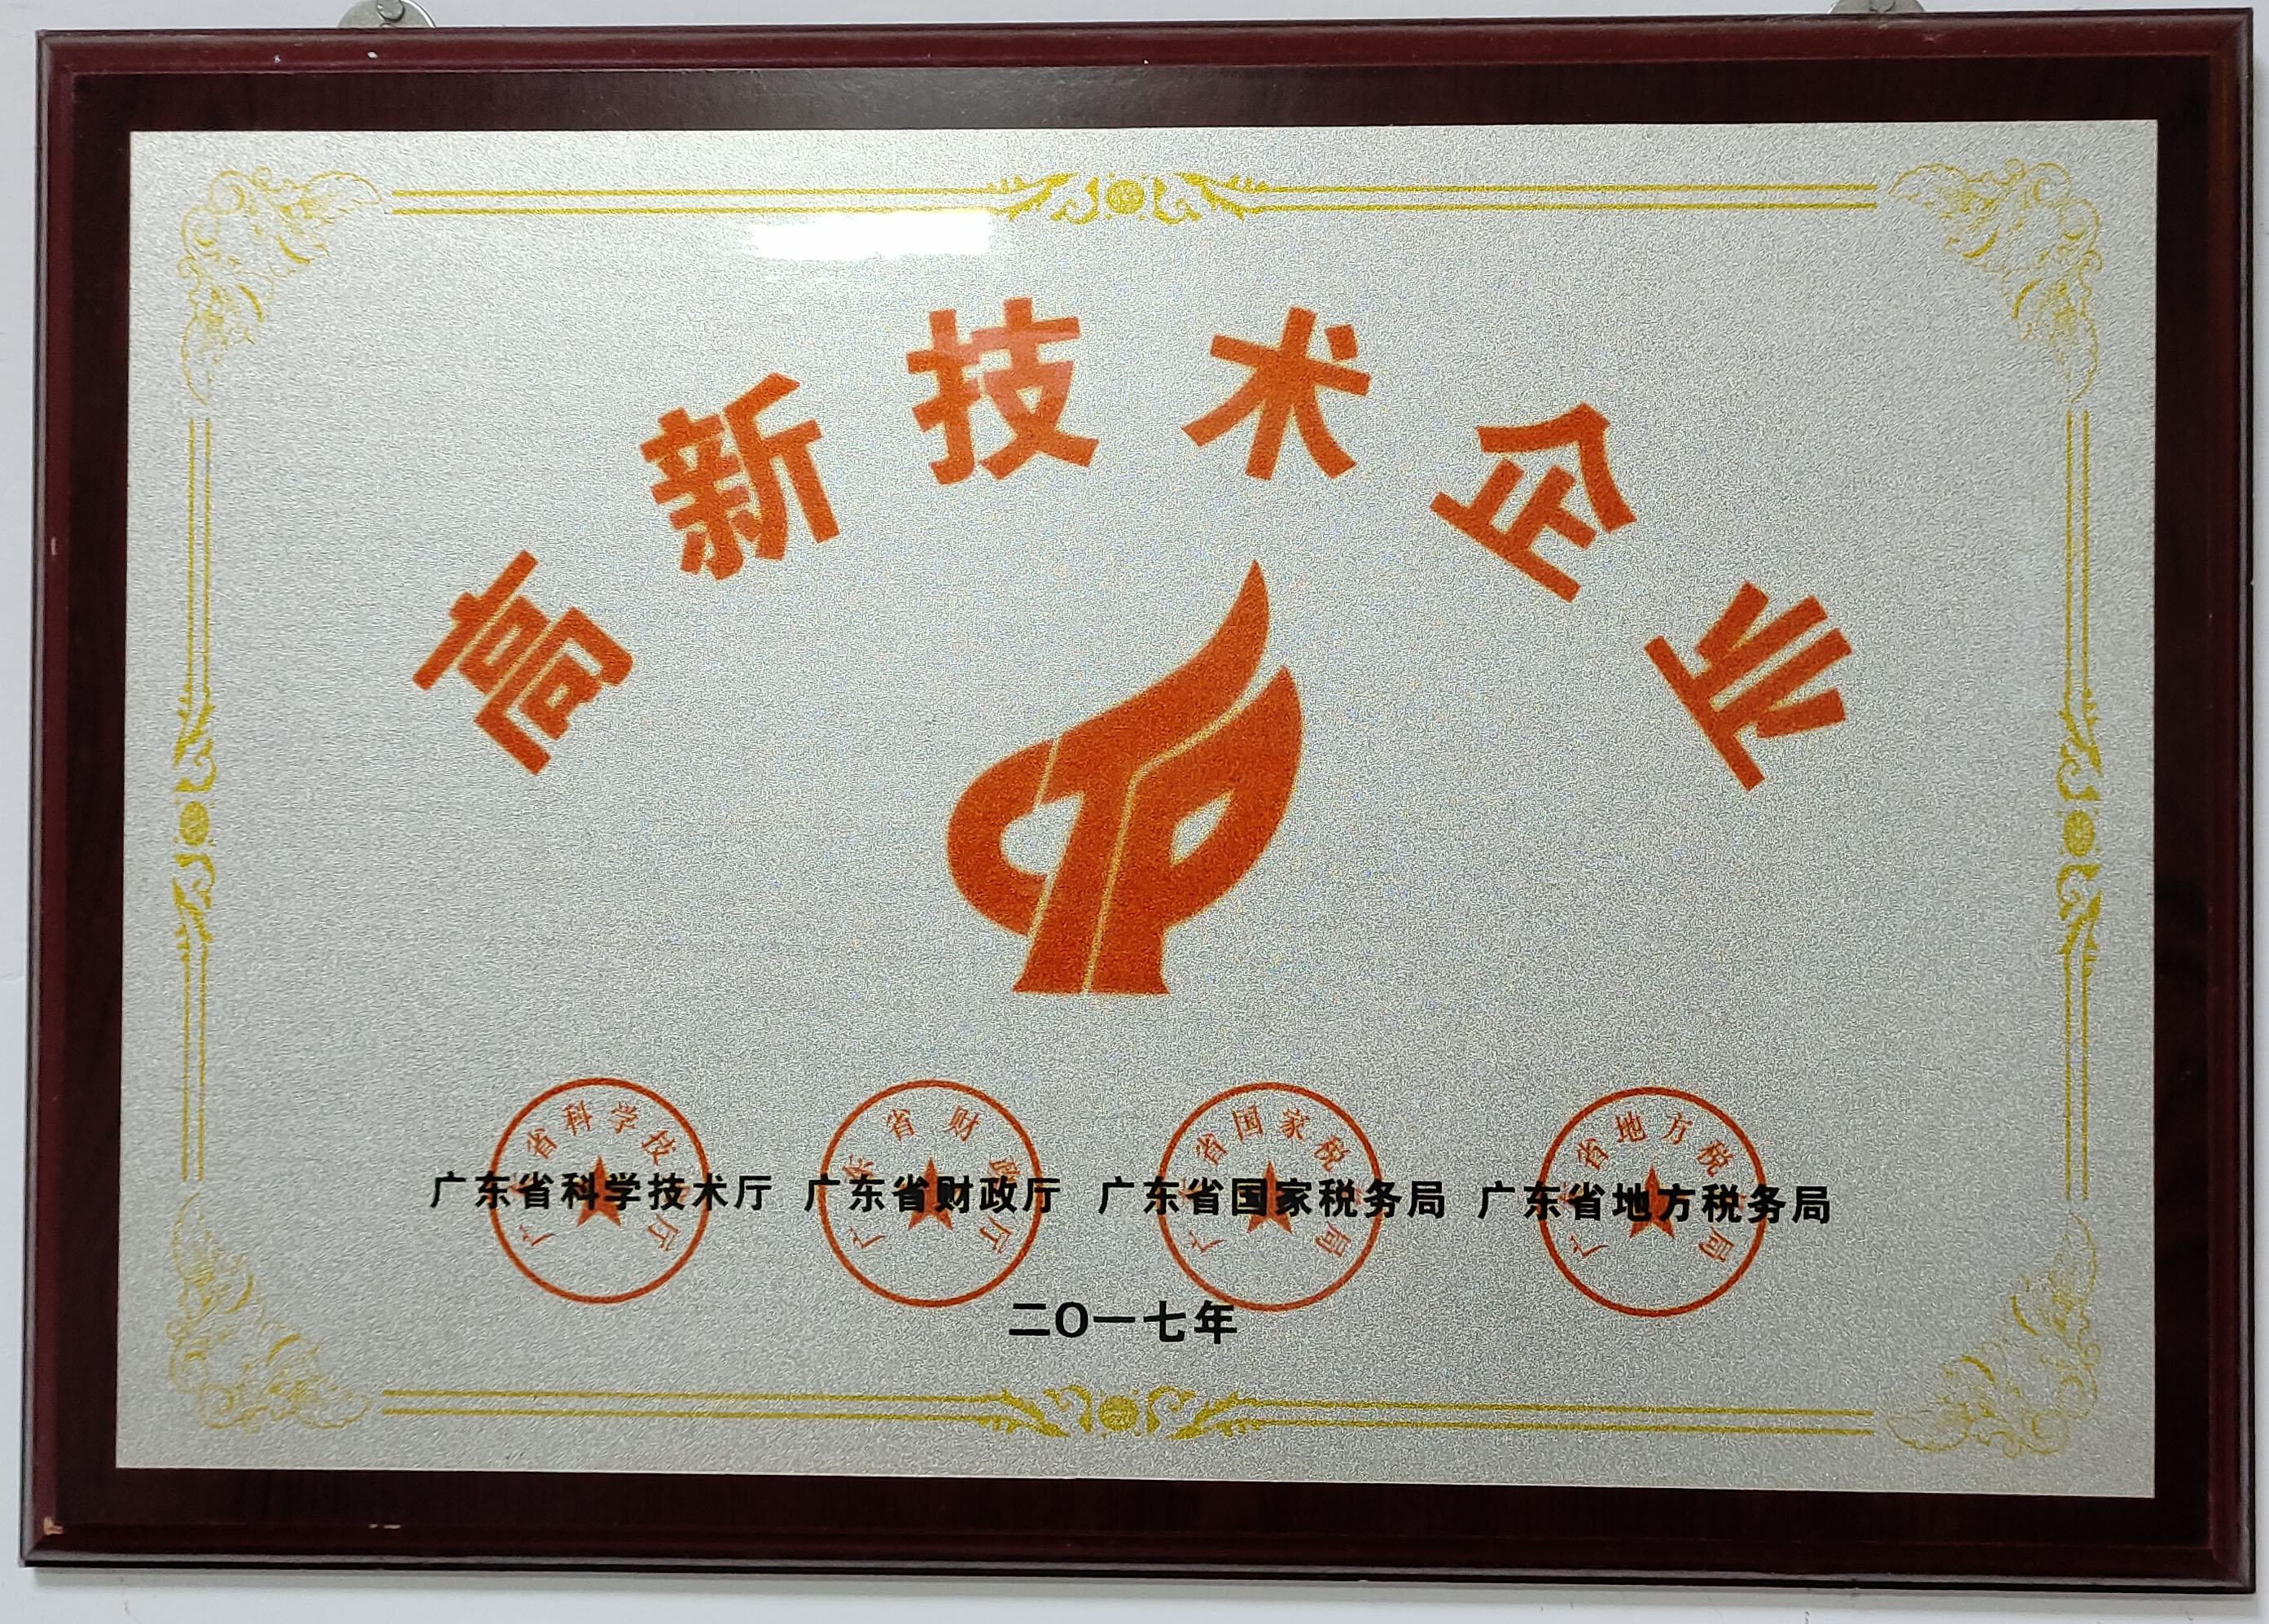 高新技术企业
广东省科学技术厅 广东省财政厅 广东省国家税务局 广东省地方税务局
二〇一七年